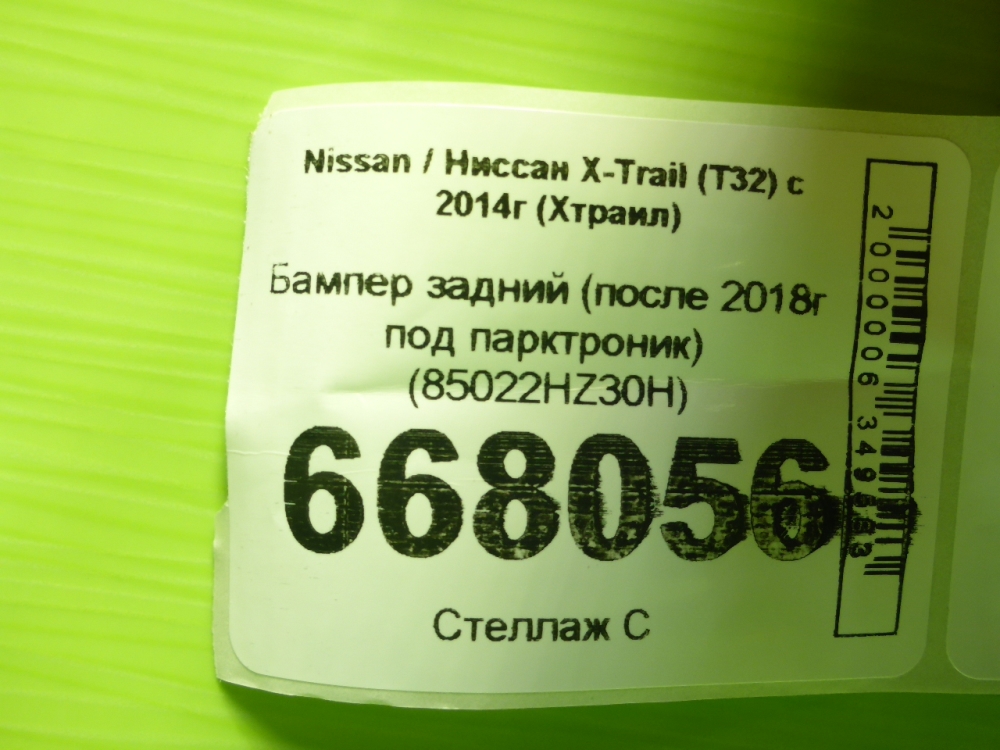 Nissan / Ниссан X-Trail (T32) с
2014г (Хтраил)
Бампер задний (после 2018г
под парктроник)
(85022HZ30H)
668056
Стеллаж С